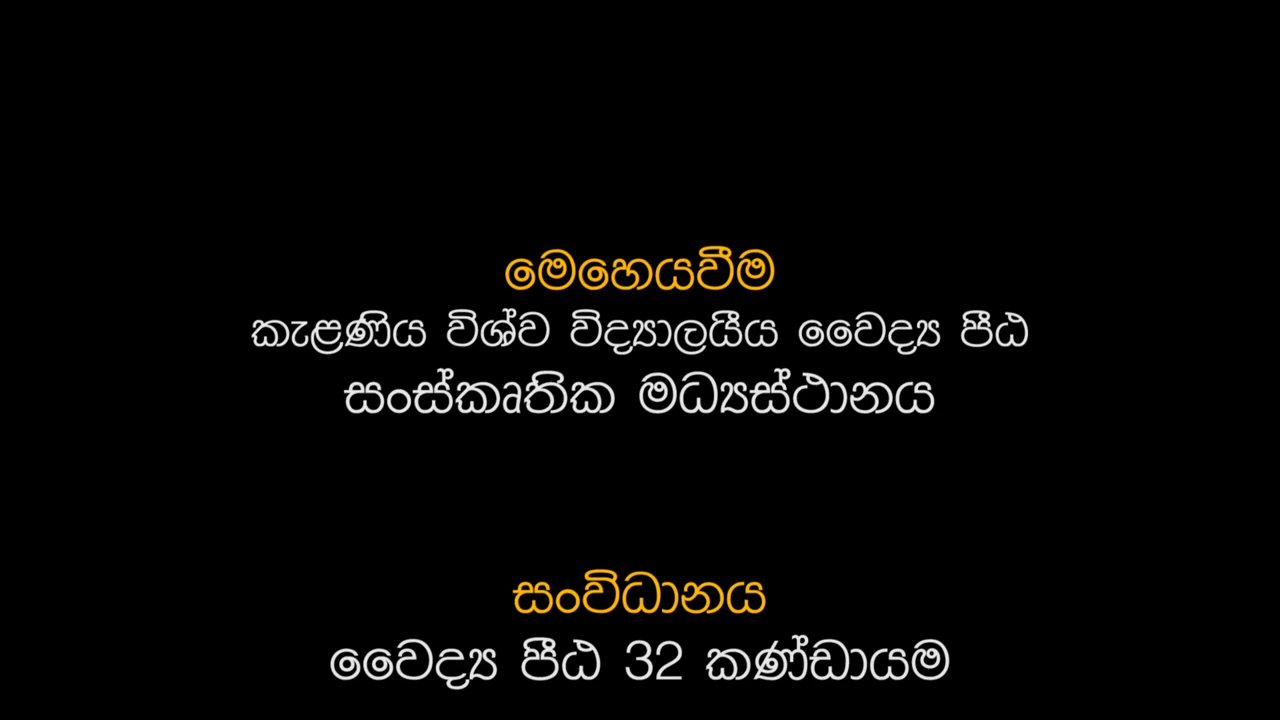 මෙහෙයවීම
කැළණිය විශ්ව විද්‍යාලයීය වෛද්‍ය පීඨ
සංස්කෘතික මධ්‍යස්ථානය
සංවිධානය
වෛද්‍ය පීඨ 32 කණ්ඩායම